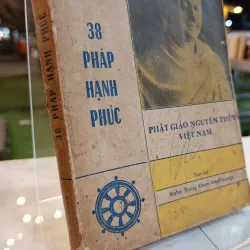 38 PHÁP HẠNH PHÚC
38
PHÁP
HẠNH
PHÚC
PHẬT GIÁO NGUYÊN THỦY
VIỆT NAM